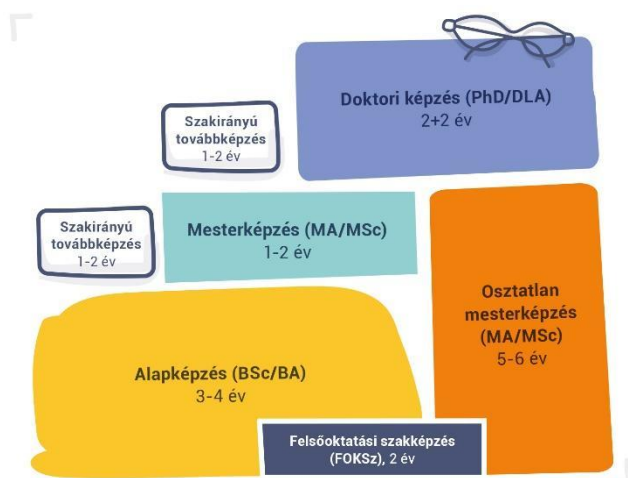 Doktori képzés (PhD/DLA)
2+2 év
Szakirányú
továbbképzés
1-2 év
Szakirányú
továbbképzés
1-2 év
Mesterképzés (MA/MSc)
1-2 év
Osztatlan
mesterképzés
(MA/MSc)
5-6 év
Alapképzés (BSc/BA)
3-4 év
Felsőoktatási szakképzés
(FOKSz), 2 év